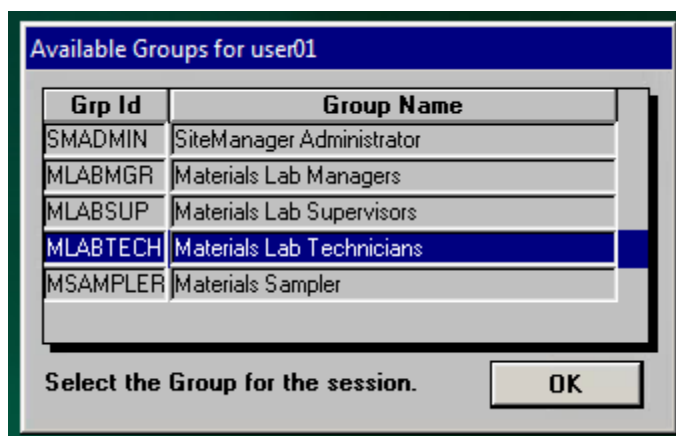 Available Groups for user01
Grp Id Group Name
SMADMIN SiteManager Administrator
MLABMGR Materials Lab Managers
MLABSUP Materials Lab Supervisors
MLABTECH Materials Lab Technicians
MSAMPLER Materials Sampler
Select the Group for the session. OK